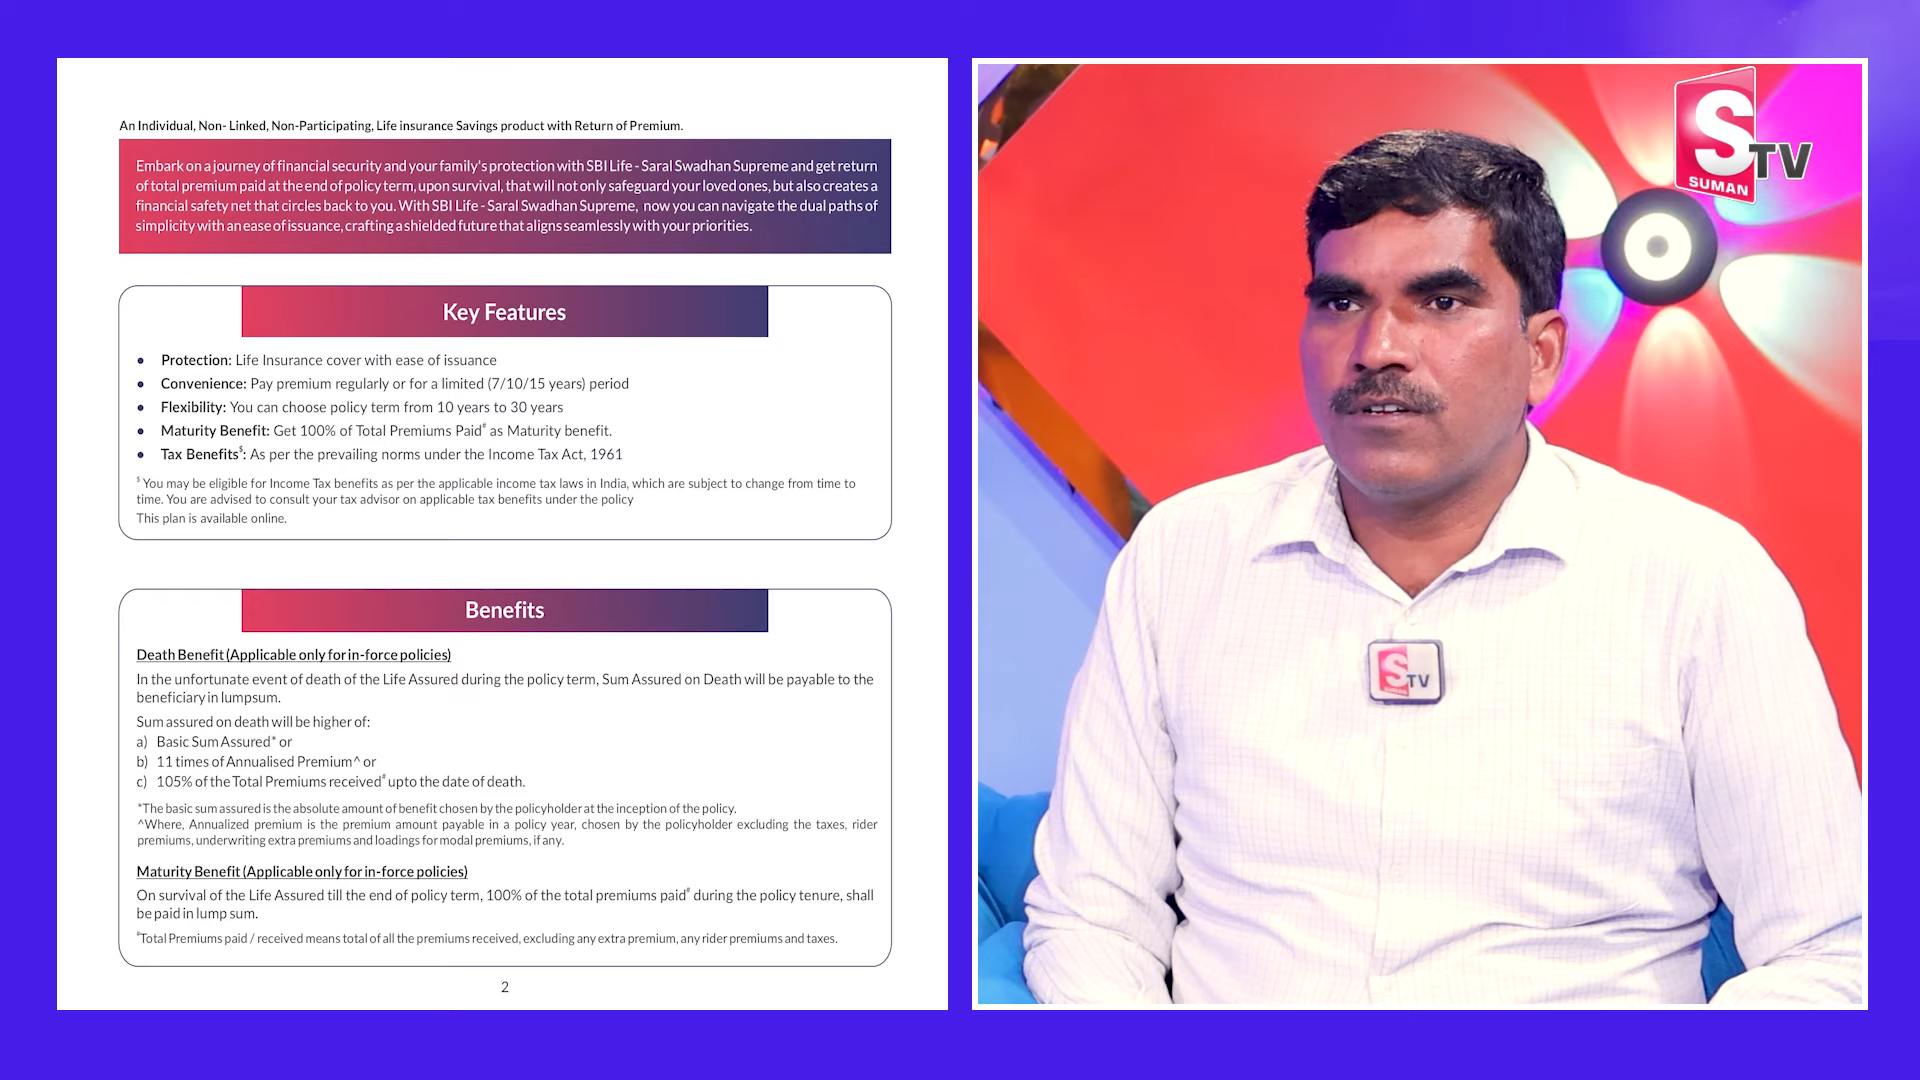 An Individual, Non- Linked, Non-Participating, Life insurance Savings product with Return of Premium.
Embark on a journey of financial security and your family's protection with SBI Life - Saral Swadhan Supreme and get return
of total premium paid at the end of policy term, upon survival, that will not only safeguard your loved ones, but also creates a
financial safety net that circles back to you. With SBI Life - Saral Swadhan Supreme, now you can navigate the dual paths of
simplicity with an ease of issuance, crafting a shielded future that aligns seamlessly with your priorities.
Key Features
• Protection: Life Insurance cover with ease of issuance
• Convenience: Pay premium regularly or for a limited (7/10/15 years) period
• Flexibility: You can choose policy term from 10 years to 30 years
• Maturity Benefit: Get 100% of Total Premiums Paid# as Maturity benefit.
• Tax Benefits$: As per the prevailing norms under the Income Tax Act, 1961
$ You may be eligible for Income Tax benefits as per the applicable income tax laws in India, which are subject to change from time to
time. You are advised to consult your tax advisor on applicable tax benefits under the policy
This plan is available online.
Benefits
Death Benefit (Applicable only for in-force policies)
In the unfortunate event of death of the Life Assured during the policy term, Sum Assured on Death will be payable to the
beneficiary in lumpsum.
Sum assured on death will be higher of:
a) Basic Sum Assured* or
b) 11 times of Annualised Premium^ or
c) 105% of the Total Premiums received# upto the date of death.
*The basic sum assured is the absolute amount of benefit chosen by the policyholder at the inception of the policy.
^Where, Annualized premium is the premium amount payable in a policy year, chosen by the policyholder excluding the taxes, rider
premiums, underwriting extra premiums and loadings for modal premiums, if any.
Maturity Benefit (Applicable only for in-force policies)
On survival of the Life Assured till the end of policy term, 100% of the total premiums paid# during the policy tenure, shall
be paid in lump sum.
#Total Premiums paid / received means total of all the premiums received, excluding any extra premium, any rider premiums and taxes.
2
S TV
SUMAN
S TV
SUMAN